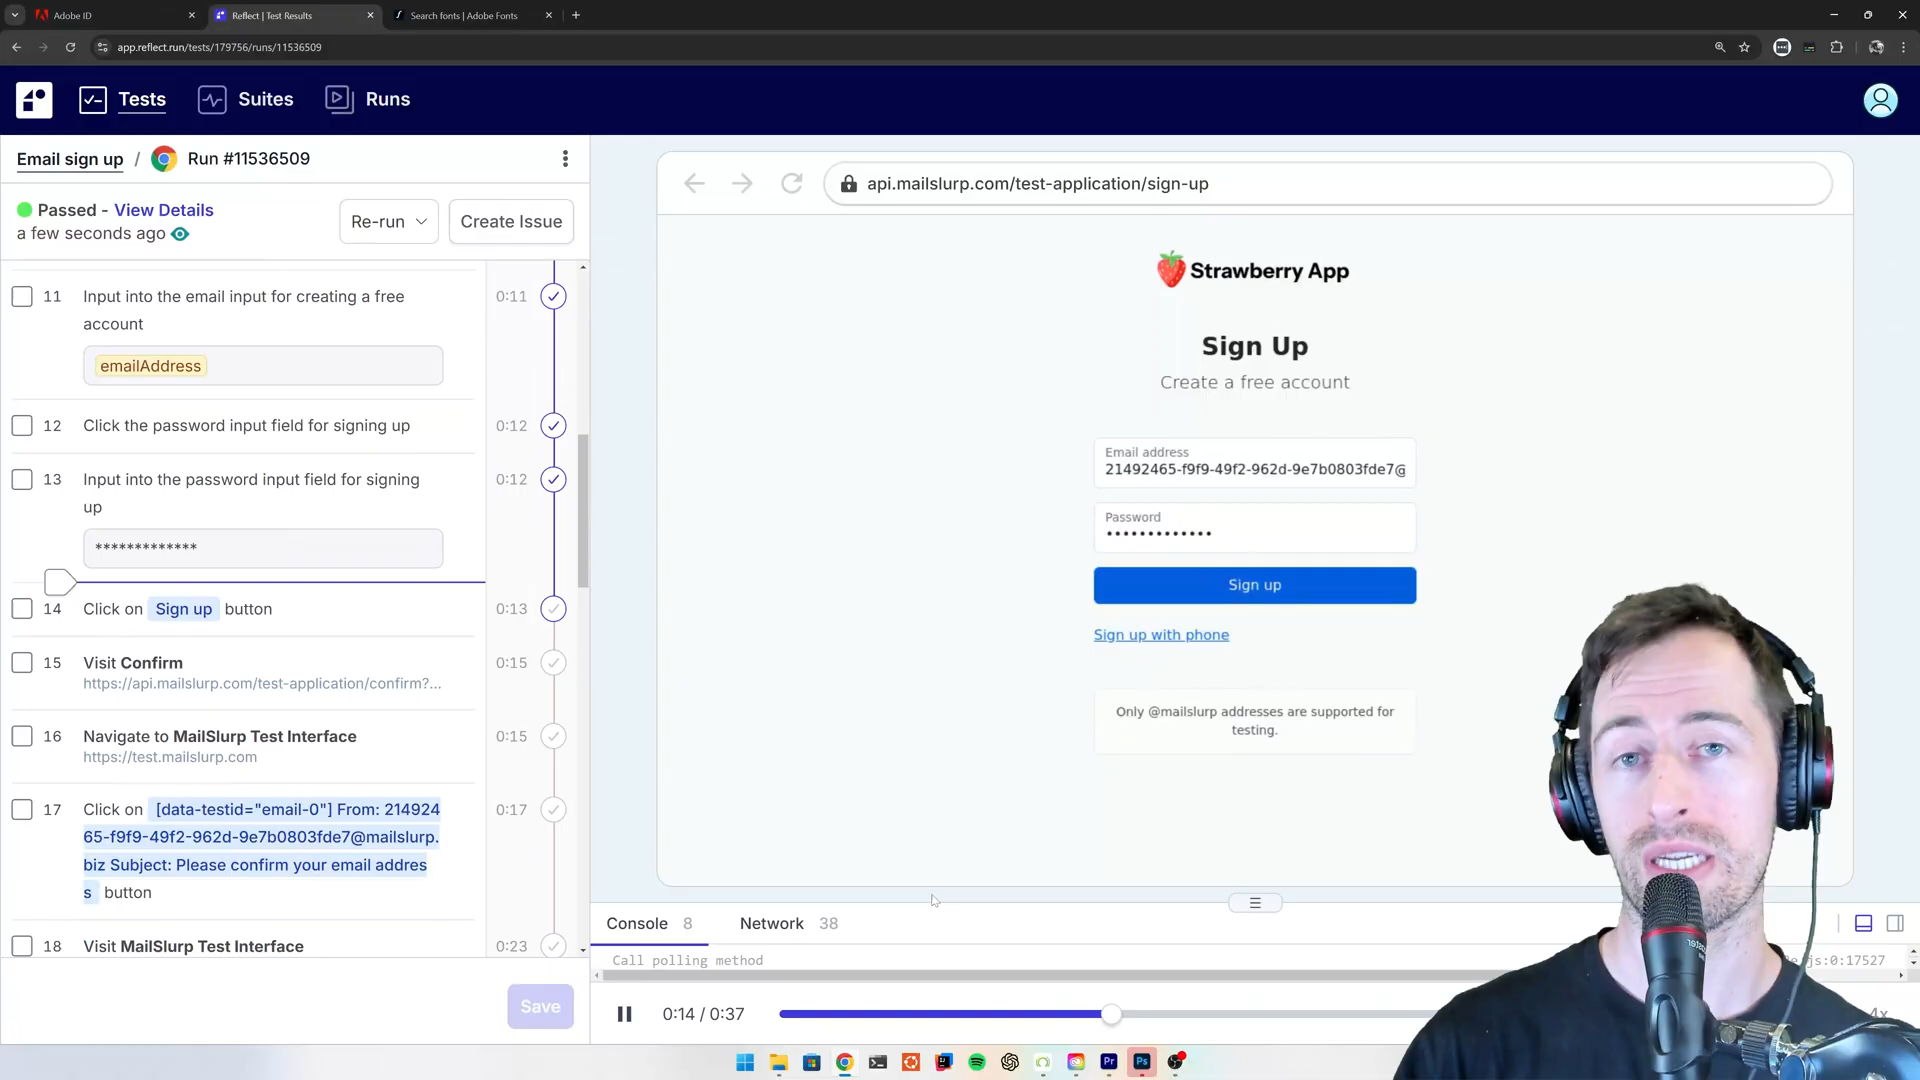 Adobe ID
Reflect | Test Results
Search fonts | Adobe Fonts
app.reflect.run/tests/179756/runs/11536509
Tests
Suites
Runs
Email sign up / Run #11536509
Passed - View Details
a few seconds ago
Re-run
Create Issue
11 Input into the email input for creating a free
account
0:11
emailAddress
12 Click the password input field for signing up
0:12
13 Input into the password input field for signing
up
0:12
*************
14 Click on Sign up button
0:13
15 Visit Confirm
https://api.mailslurp.com/test-application/confirm?...
0:15
16 Navigate to MailSlurp Test Interface
https://test.mailslurp.com
0:15
17 Click on [data-testid="email-0"] From: 214924
65-f9f9-49f2-962d-9e7b0803fde7@mailslurp.
biz Subject: Please confirm your email addres
s button
0:17
18 Visit MailSlurp Test Interface
0:23
Save
api.mailslurp.com/test-application/sign-up
Strawberry App
Sign Up
Create a free account
Email address
21492465-f9f9-49f2-962d-9e7b0803fde7@
Password
•••••••••••••
Sign up
Sign up with phone
Only @mailslurp addresses are supported for
testing.
Console 8
Network 38
Call polling method
js:0:17527
0:14 / 0:37
4x
Pr
Ps